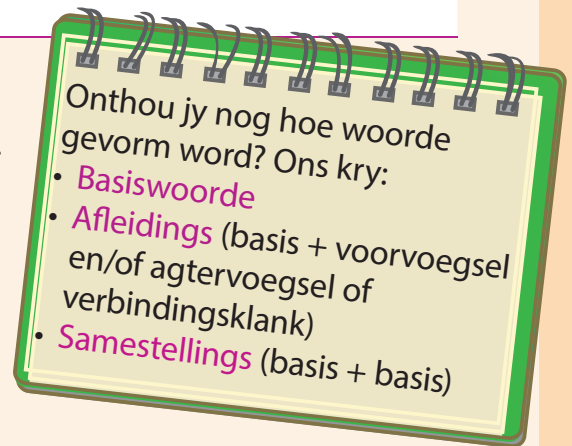 Onthou jy nog hoe woorde
gevorm word? Ons kry:
• Basiswoorde
• Afleidings (basis + voorvoegsel
en/of agtervoegsel of
verbindingsklank)
• Samestellings (basis + basis)